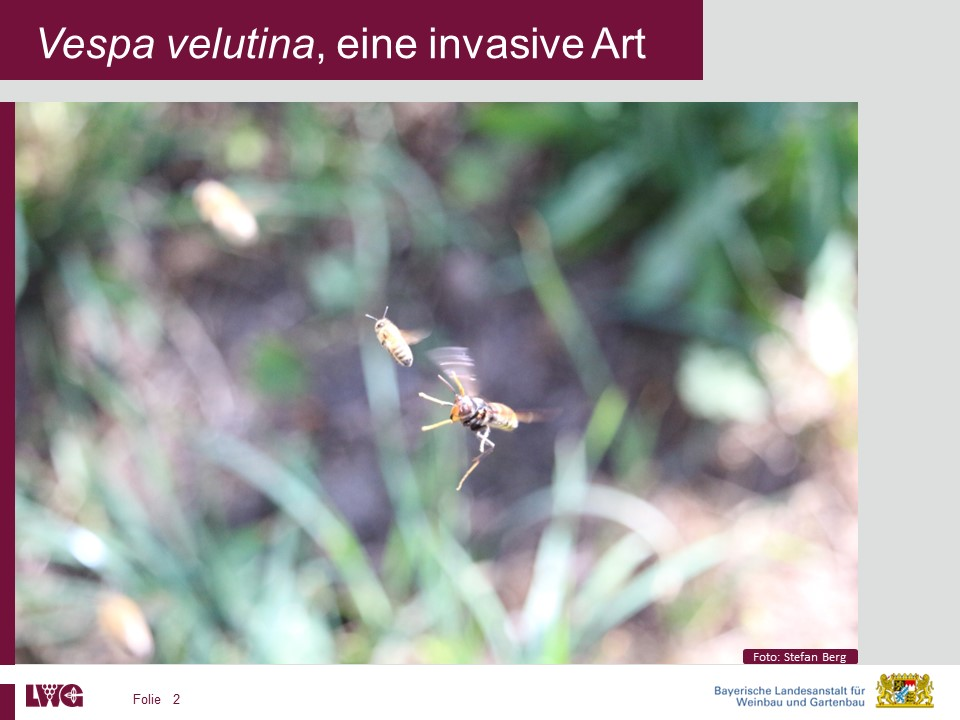 Vespa velutina, eine invasive Art
Foto: Stefan Berg
LWG
Folie 2
Bayerische Landesanstalt für
Weinbau und Gartenbau